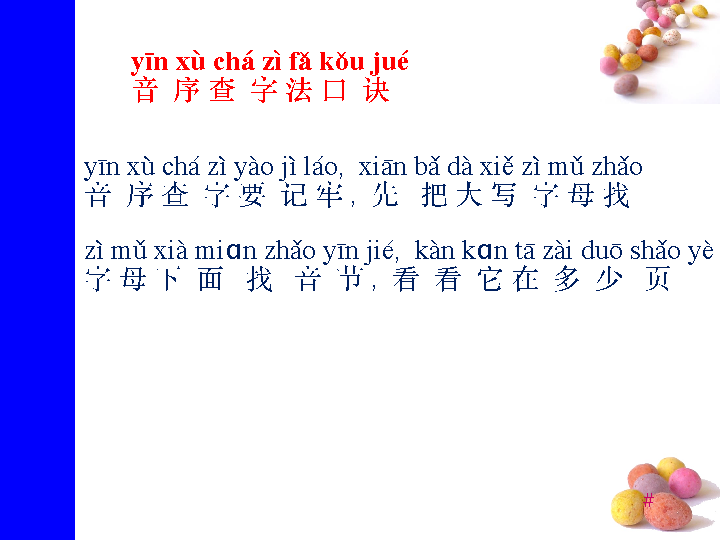 yīn xù chá zì fǎ kǒu jué
音 序 查 字 法 口 诀
yīn xù chá zì yào jì láo, xiān bǎ dà xiě zì mǔ zhǎo
音 序 查 字 要 记 牢, 先 把 大 写 字 母 找
zì mǔ xià miɑn zhǎo yīn jié, kàn kɑn tā zài duō shǎo yè
字 母 下 面 找 音 节, 看 看 它 在 多 少 页
#